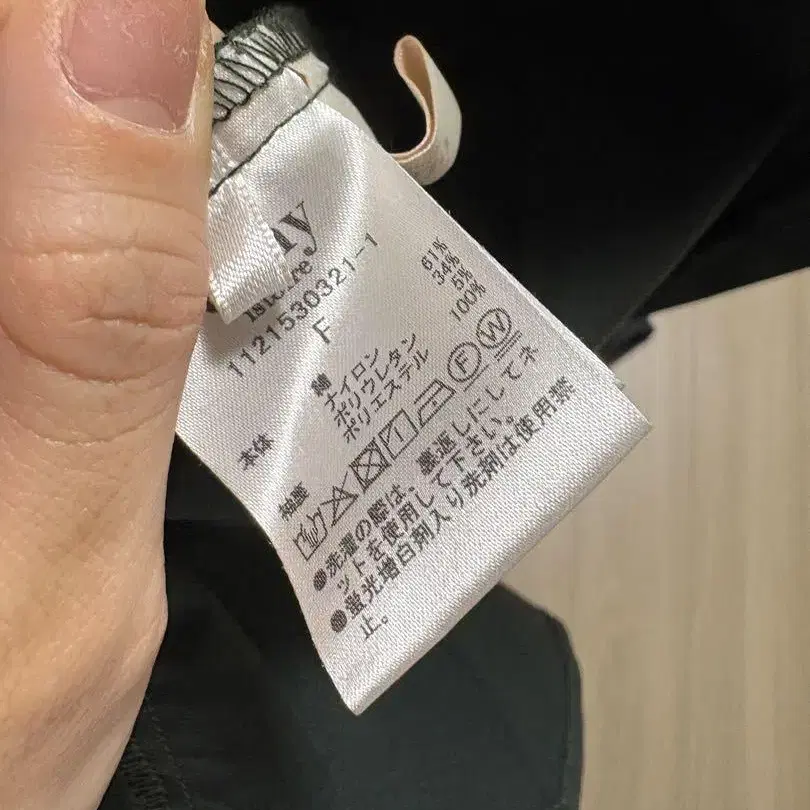 1121530321-1
F
本体 綿 61%
ナイロン 34%
ポリウレタン 5%
ポリエステル 100%
F W
●洗濯の際は、裏返しにしてネ
ットを使用して下さい。
●蛍光増白剤入り洗剤は使用禁
止。